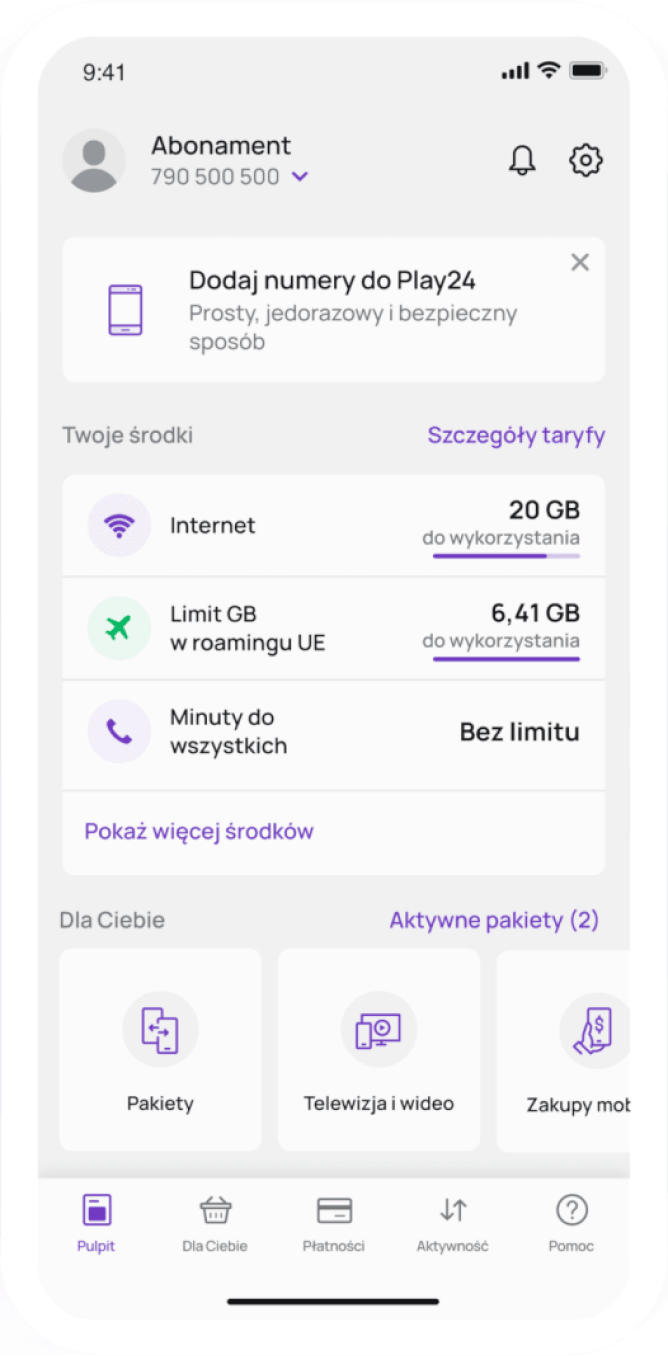 9:41
Abonament
790 500 500
Dodaj numery do Play24
Prosty, jedorazowy i bezpieczny
sposób
Twoje środki
Szczegóły taryfy
Internet
20 GB
do wykorzystania
Limit GB
w roamingu UE
6,41 GB
do wykorzystania
Minuty do
wszystkich
Bez limitu
Pokaż więcej środków
Dla Ciebie
Aktywne pakiety (2)
Pakiety
Telewizja i wideo
Zakupy mob
Pulpit
Dla Ciebie
Płatności
Aktywność
Pomoc